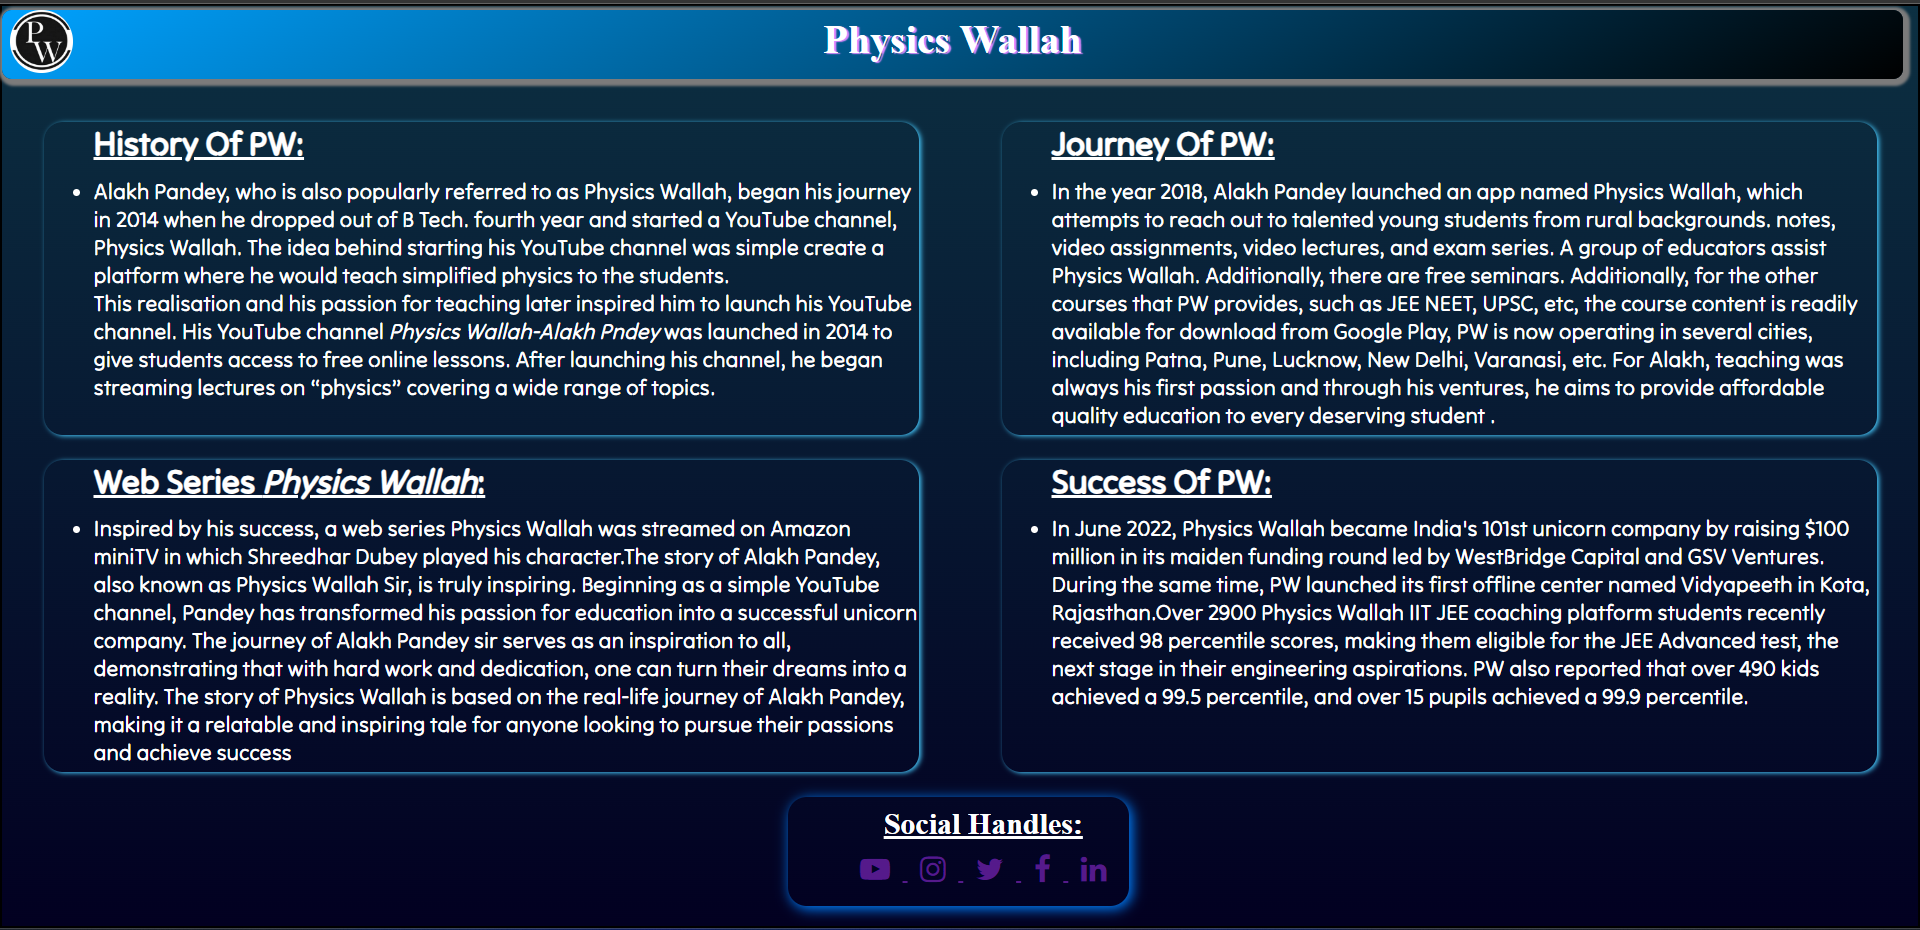 PW
Physics Wallah
History Of PW:
• Alakh Pandey, who is also popularly referred to as Physics Wallah, began his journey
in 2014 when he dropped out of B Tech. fourth year and started a YouTube channel,
Physics Wallah. The idea behind starting his YouTube channel was simple create a
platform where he would teach simplified physics to the students.
This realisation and his passion for teaching later inspired him to launch his YouTube
channel. His YouTube channel Physics Wallah-Alakh Pndey was launched in 2014 to
give students access to free online lessons. After launching his channel, he began
streaming lectures on “physics” covering a wide range of topics.
Journey Of PW:
• In the year 2018, Alakh Pandey launched an app named Physics Wallah, which
attempts to reach out to talented young students from rural backgrounds. notes,
video assignments, video lectures, and exam series. A group of educators assist
Physics Wallah. Additionally, there are free seminars. Additionally, for the other
courses that PW provides, such as JEE NEET, UPSC, etc, the course content is readily
available for download from Google Play, PW is now operating in several cities,
including Patna, Pune, Lucknow, New Delhi, Varanasi, etc. For Alakh, teaching was
always his first passion and through his ventures, he aims to provide affordable
quality education to every deserving student .
Web Series Physics Wallah:
• Inspired by his success, a web series Physics Wallah was streamed on Amazon
miniTV in which Shreedhar Dubey played his character.The story of Alakh Pandey,
also known as Physics Wallah Sir, is truly inspiring. Beginning as a simple YouTube
channel, Pandey has transformed his passion for education into a successful unicorn
company. The journey of Alakh Pandey sir serves as an inspiration to all,
demonstrating that with hard work and dedication, one can turn their dreams into a
reality. The story of Physics Wallah is based on the real-life journey of Alakh Pandey,
making it a relatable and inspiring tale for anyone looking to pursue their passions
and achieve success
Success Of PW:
• In June 2022, Physics Wallah became India's 101st unicorn company by raising $100
million in its maiden funding round led by WestBridge Capital and GSV Ventures.
During the same time, PW launched its first offline center named Vidyapeeth in Kota,
Rajasthan.Over 2900 Physics Wallah IIT JEE coaching platform students recently
received 98 percentile scores, making them eligible for the JEE Advanced test, the
next stage in their engineering aspirations. PW also reported that over 490 kids
achieved a 99.5 percentile, and over 15 pupils achieved a 99.9 percentile.
Social Handles: